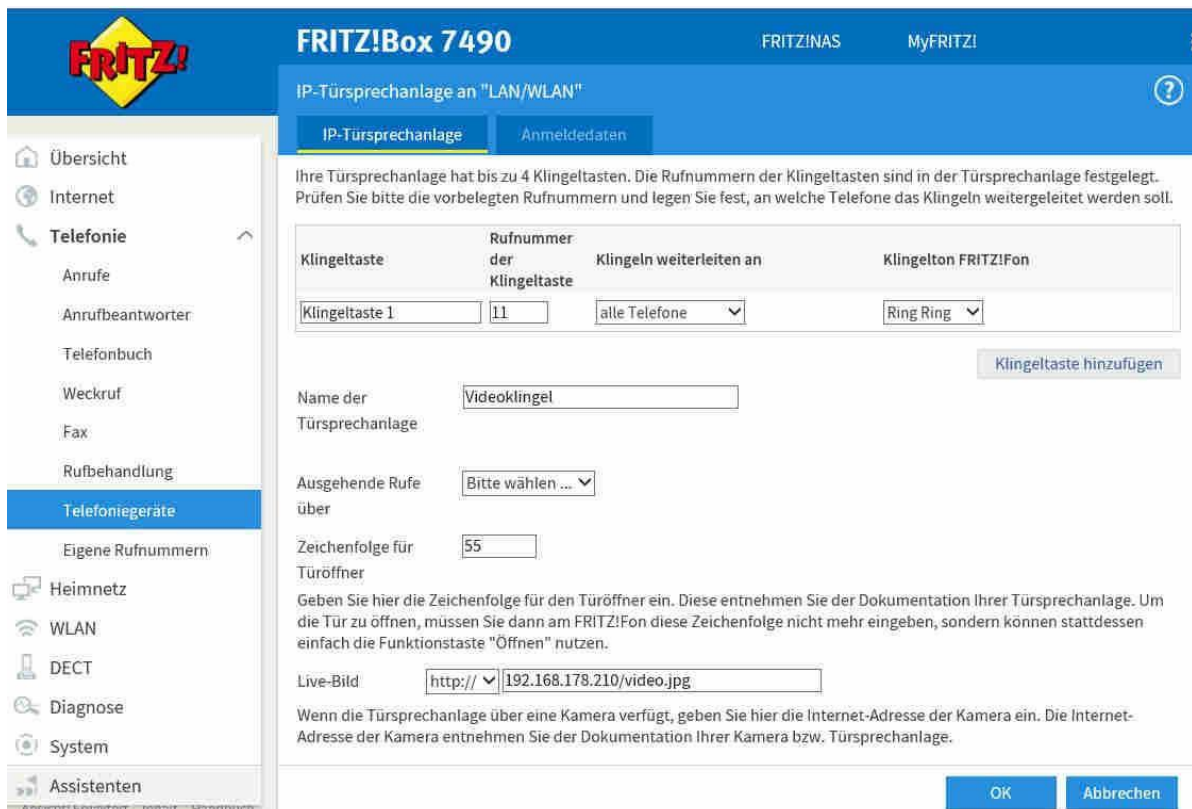 FRITZ!
FRITZ!Box 7490
FRITZ!NAS
MyFRITZ!
IP-Türsprechanlage an "LAN/WLAN"
?
IP-Türsprechanlage
Anmeldedaten
Übersicht
Internet
Telefonie
Anrufe
Anrufbeantworter
Telefonbuch
Weckruf
Fax
Rufbehandlung
Telefoniegeräte
Eigene Rufnummern
Heimnetz
WLAN
DECT
Diagnose
System
Assistenten
Ansicht: Erweitert Inhalt Handbuch
Ihre Türsprechanlage hat bis zu 4 Klingeltasten. Die Rufnummern der Klingeltasten sind in der Türsprechanlage festgelegt.
Prüfen Sie bitte die vorbelegten Rufnummern und legen Sie fest, an welche Telefone das Klingeln weitergeleitet werden soll.
Klingeltaste
Rufnummer
der
Klingeltaste
Klingeln weiterleiten an
Klingelton FRITZ!Fon
Klingeltaste 1
11
alle Telefone
Ring Ring
Klingeltaste hinzufügen
Name der
Türsprechanlage
Videoklingel
Ausgehende Rufe
über
Bitte wählen ...
Zeichenfolge für
Türöffner
55
Geben Sie hier die Zeichenfolge für den Türöffner ein. Diese entnehmen Sie der Dokumentation Ihrer Türsprechanlage. Um
die Tür zu öffnen, müssen Sie dann am FRITZ!Fon diese Zeichenfolge nicht mehr eingeben, sondern können stattdessen
einfach die Funktionstaste "Öffnen" nutzen.
Live-Bild
http://
192.168.178.210/video.jpg
Wenn die Türsprechanlage über eine Kamera verfügt, geben Sie hier die Internet-Adresse der Kamera ein. Die Internet-
Adresse der Kamera entnehmen Sie der Dokumentation Ihrer Kamera bzw. Türsprechanlage.
OK
Abbrechen